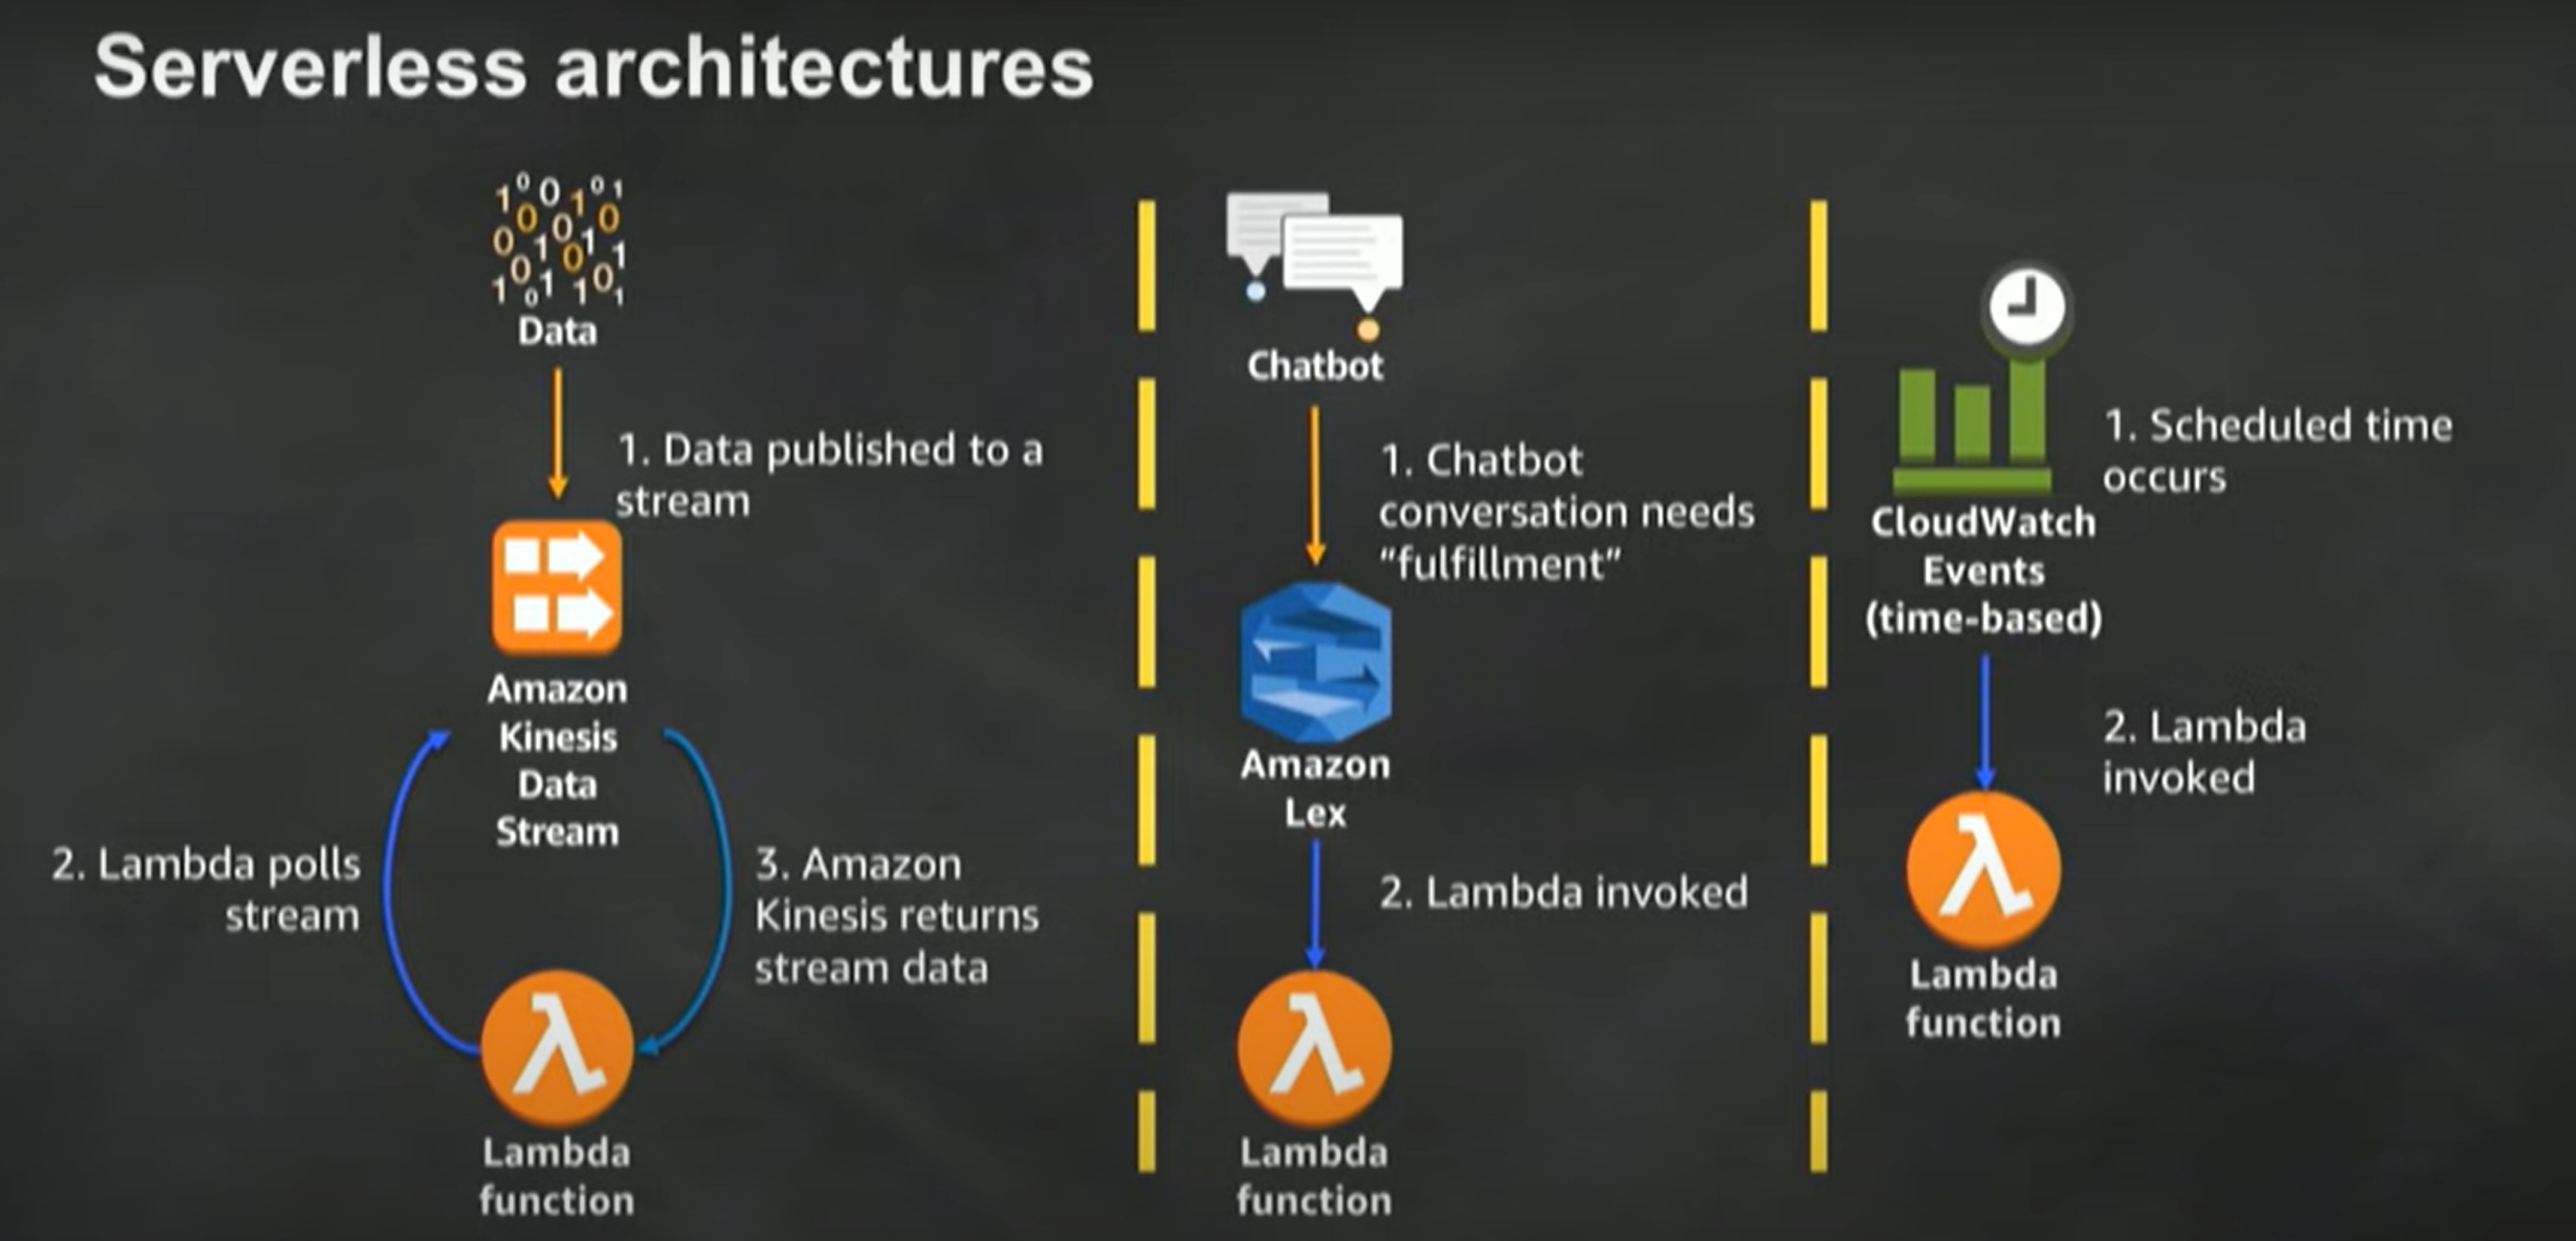 Serverless architectures
Data
1. Data published to a
stream
Amazon
Kinesis
Data
Stream
2. Lambda polls
stream
3. Amazon
Kinesis returns
stream data
Lambda
function
Chatbot
1. Chatbot
conversation needs
“fulfillment”
Amazon
Lex
2. Lambda invoked
Lambda
function
1. Scheduled time
occurs
CloudWatch
Events
(time-based)
2. Lambda
invoked
Lambda
function